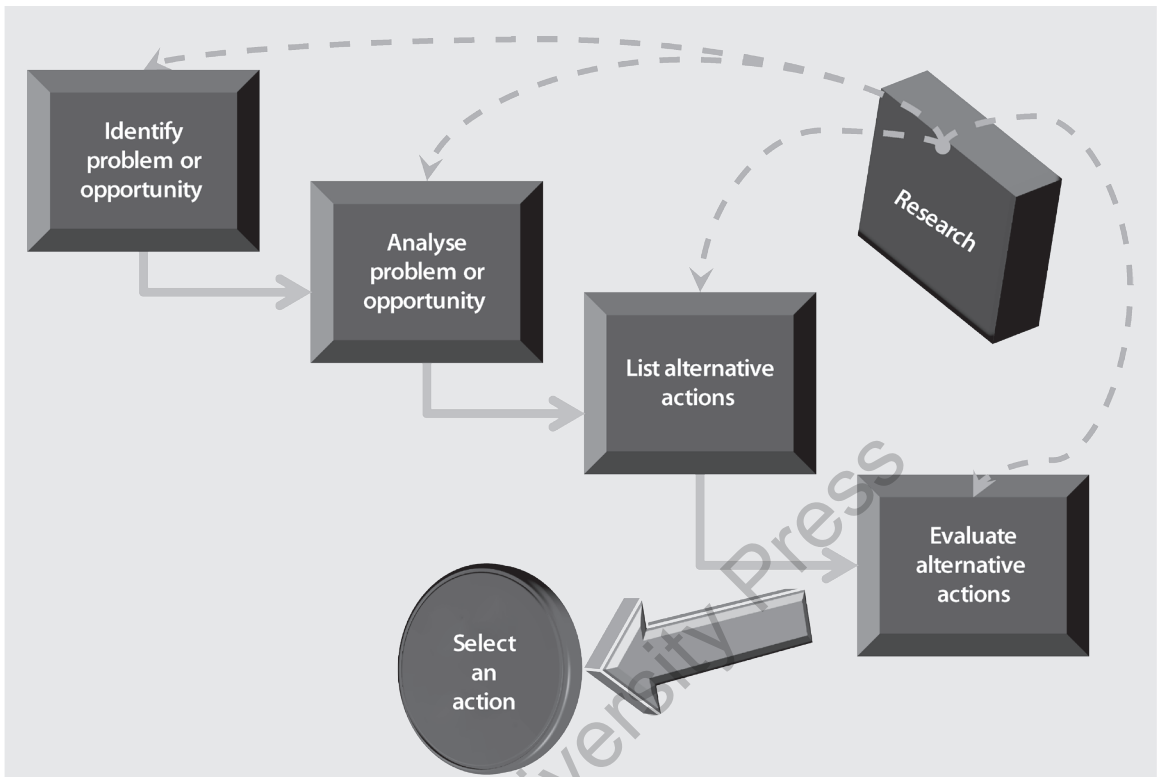 Identify
problem or
opportunity
Analyse
problem or
opportunity
Research
List alternative
actions
Evaluate
alternative
actions
Select
an
action
University Press